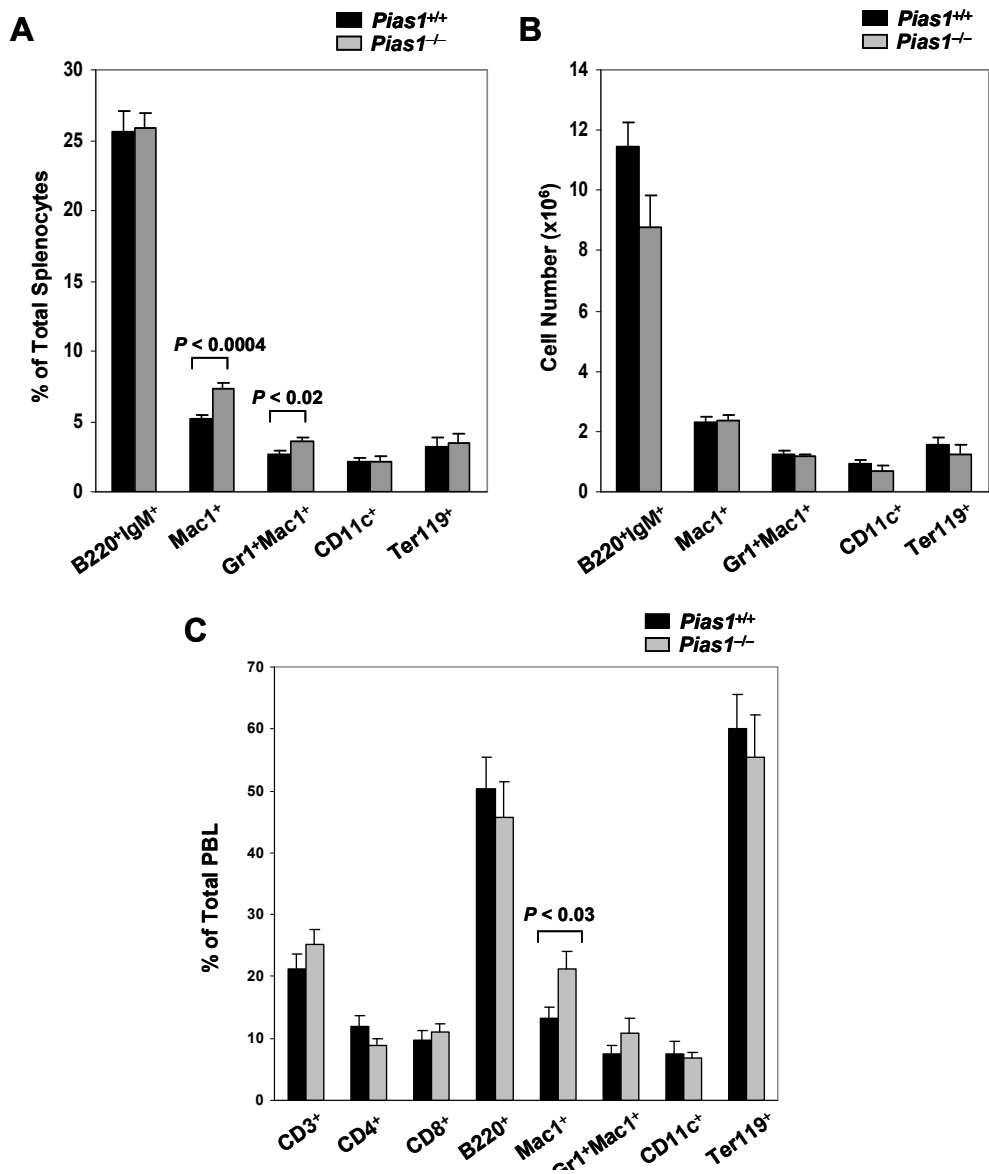 A
Pias1+/+
Pias1–/–
30
25
20
15
10
5
0
% of Total Splenocytes
P < 0.0004
P < 0.02
B220+IgM+
Mac1+
Gr1+Mac1+
CD11c+
Ter119+
B
Pias1+/+
Pias1–/–
14
12
10
8
6
4
2
0
Cell Number (x10⁶)
B220+IgM+
Mac1+
Gr1+Mac1+
CD11c+
Ter119+
C
Pias1+/+
Pias1–/–
70
60
50
40
30
20
10
0
% of Total PBL
P < 0.03
CD3+
CD4+
CD8+
B220+
Mac1+
Gr1+Mac1+
CD11c+
Ter119+